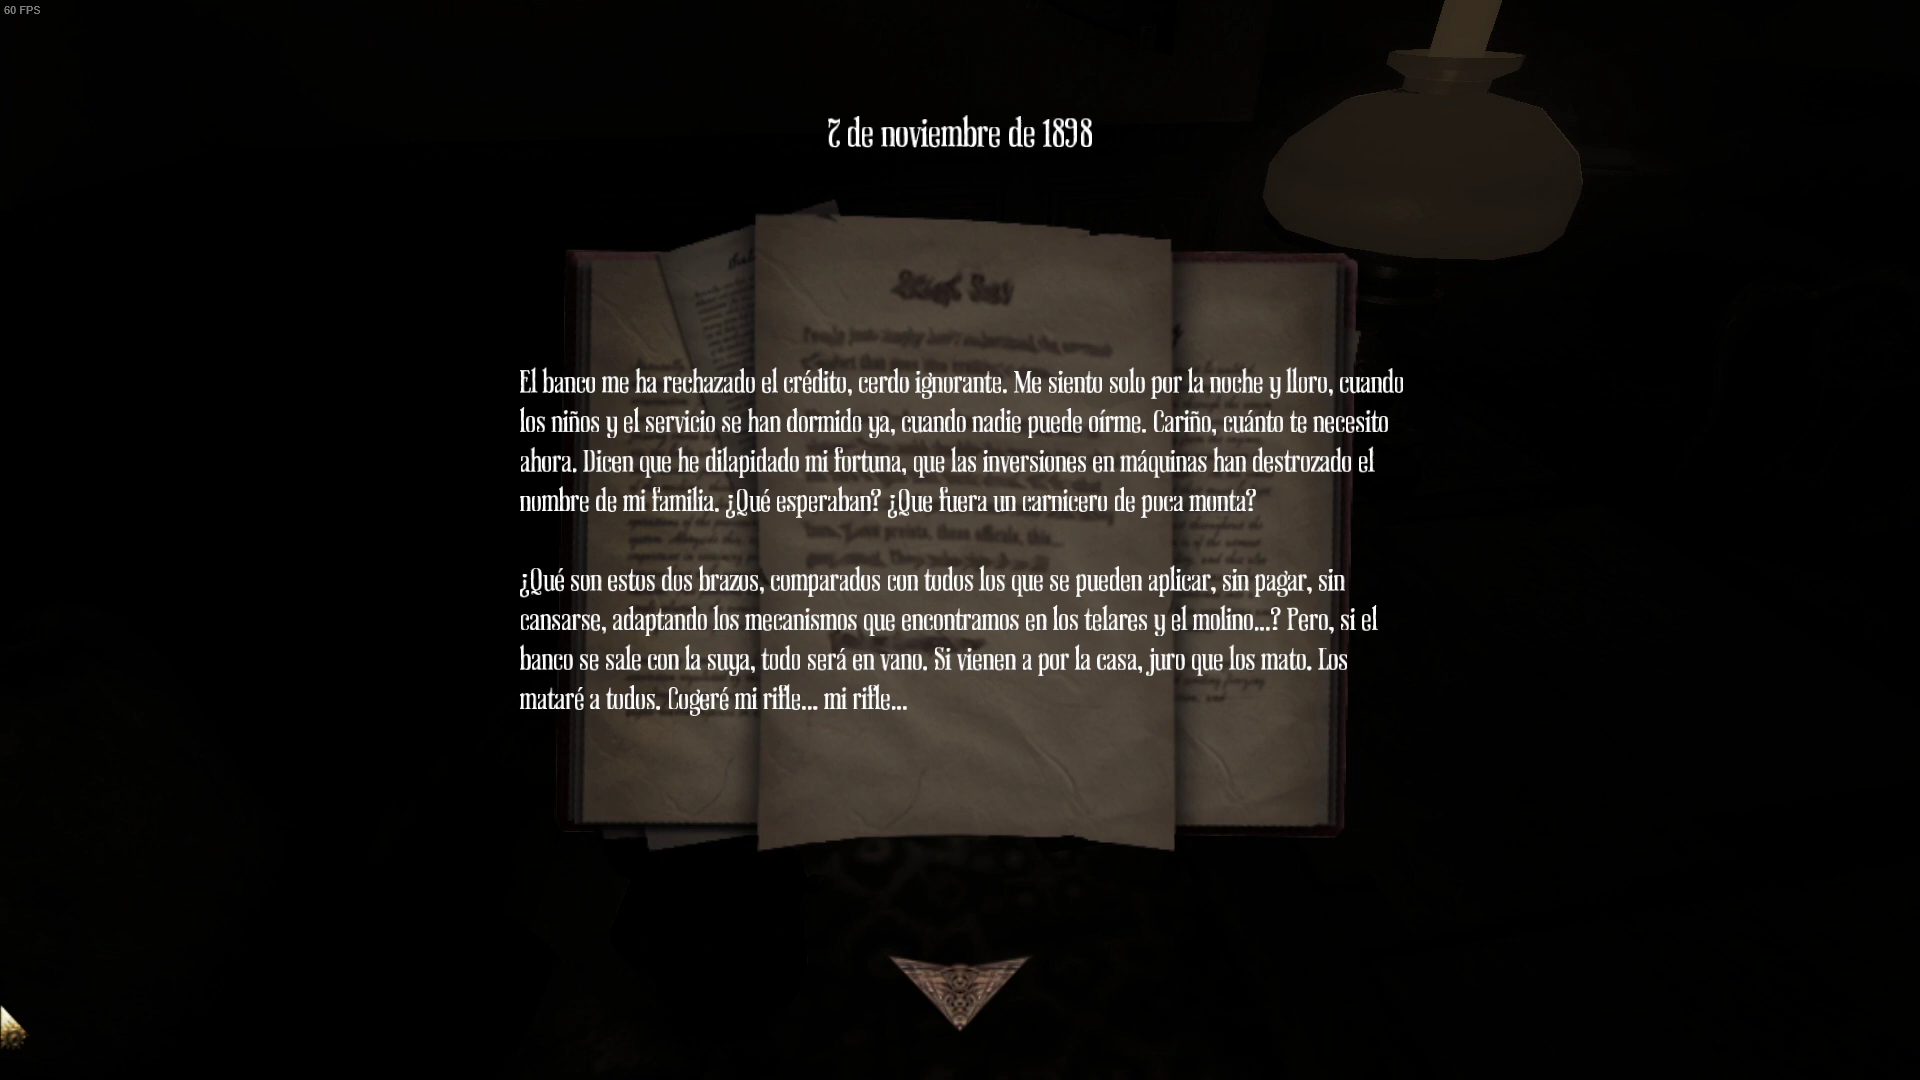 60 FPS
7 de noviembre de 1898
El banco me ha rechazado el crédito, cerdo ignorante. Me siento solo por la noche y lloro, cuando
los niños y el servicio se han dormido ya, cuando nadie puede oírme. Cariño, cuánto te necesito
ahora. Dicen que he dilapidado mi fortuna, que las inversiones en máquinas han destrozado el
nombre de mi familia. ¿Qué esperaban? ¿Que fuera un carnicero de poca monta?
¿Qué son estos dos brazos, comparados con todos los que se pueden aplicar, sin pagar, sin
cansarse, adaptando los mecanismos que encontramos en los telares y el molino...? Pero, si el
banco se sale con la suya, todo será en vano. Si vienen a por la casa, juro que los mato. Los
mataré a todos. Cogeré mi rifle... mi rifle...